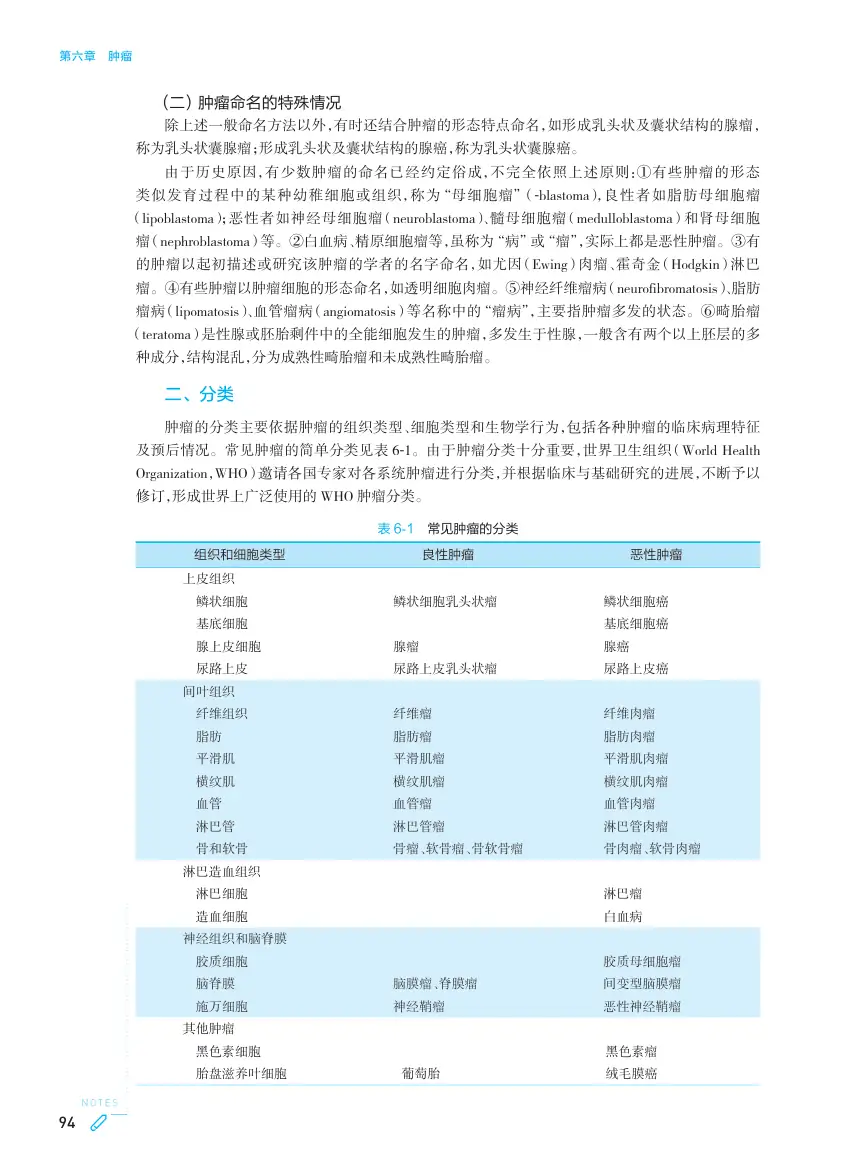 第六章　肿瘤
（二）肿瘤命名的特殊情况
除上述一般命名方法以外,有时还结合肿瘤的形态特点命名,如形成乳头状及囊状结构的腺瘤,
称为乳头状囊腺瘤;形成乳头状及囊状结构的腺癌,称为乳头状囊腺癌。
由于历史原因,有少数肿瘤的命名已经约定俗成,不完全依照上述原则:①有些肿瘤的形态
类似发育过程中的某种幼稚细胞或组织,称为“母细胞瘤”（-blastoma),良性者如脂肪母细胞瘤
（lipoblastoma);恶性者如神经母细胞瘤（neuroblastoma）、髓母细胞瘤（medulloblastoma）和肾母细胞
瘤（nephroblastoma）等。②白血病、精原细胞瘤等,虽称为“病”或“瘤”,实际上都是恶性肿瘤。③有
的肿瘤以起初描述或研究该肿瘤的学者的名字命名,如尤因（Ewing）肉瘤、霍奇金（Hodgkin）淋巴
瘤。④有些肿瘤以肿瘤细胞的形态命名,如透明细胞肉瘤。⑤神经纤维瘤病（neurofibromatosis）、脂肪
瘤病（lipomatosis）、血管瘤病（angiomatosis）等名称中的“瘤病”,主要指肿瘤多发的状态。⑥畸胎瘤
（teratoma）是性腺或胚胎剩件中的全能细胞发生的肿瘤,多发生于性腺,一般含有两个以上胚层的多
种成分,结构混乱,分为成熟性畸胎瘤和未成熟性畸胎瘤。
二、分类
肿瘤的分类主要依据肿瘤的组织类型、细胞类型和生物学行为,包括各种肿瘤的临床病理特征
及预后情况。常见肿瘤的简单分类见表 6-1。由于肿瘤分类十分重要,世界卫生组织（World Health
Organization,WHO）邀请各国专家对各系统肿瘤进行分类,并根据临床与基础研究的进展,不断予以
修订,形成世界上广泛使用的 WHO 肿瘤分类。
表 6-1　常见肿瘤的分类
组织和细胞类型　良性肿瘤　恶性肿瘤
上皮组织
鳞状细胞　鳞状细胞乳头状瘤　鳞状细胞癌
基底细胞　基底细胞癌
腺上皮细胞　腺瘤　腺癌
尿路上皮　尿路上皮乳头状瘤　尿路上皮癌
间叶组织
纤维组织　纤维瘤　纤维肉瘤
脂肪　脂肪瘤　脂肪肉瘤
平滑肌　平滑肌瘤　平滑肌肉瘤
横纹肌　横纹肌瘤　横纹肌肉瘤
血管　血管瘤　血管肉瘤
淋巴管　淋巴管瘤　淋巴管肉瘤
骨和软骨　骨瘤、软骨瘤、骨软骨瘤　骨肉瘤、软骨肉瘤
淋巴造血组织
淋巴细胞　淋巴瘤
造血细胞　白血病
神经组织和脑脊膜
胶质细胞　胶质母细胞瘤
脑脊膜　脑膜瘤、脊膜瘤　间变型脑膜瘤
施万细胞　神经鞘瘤　恶性神经鞘瘤
其他肿瘤
黑色素细胞　黑色素瘤
胎盘滋养叶细胞　葡萄胎　绒毛膜癌
NOTES
94